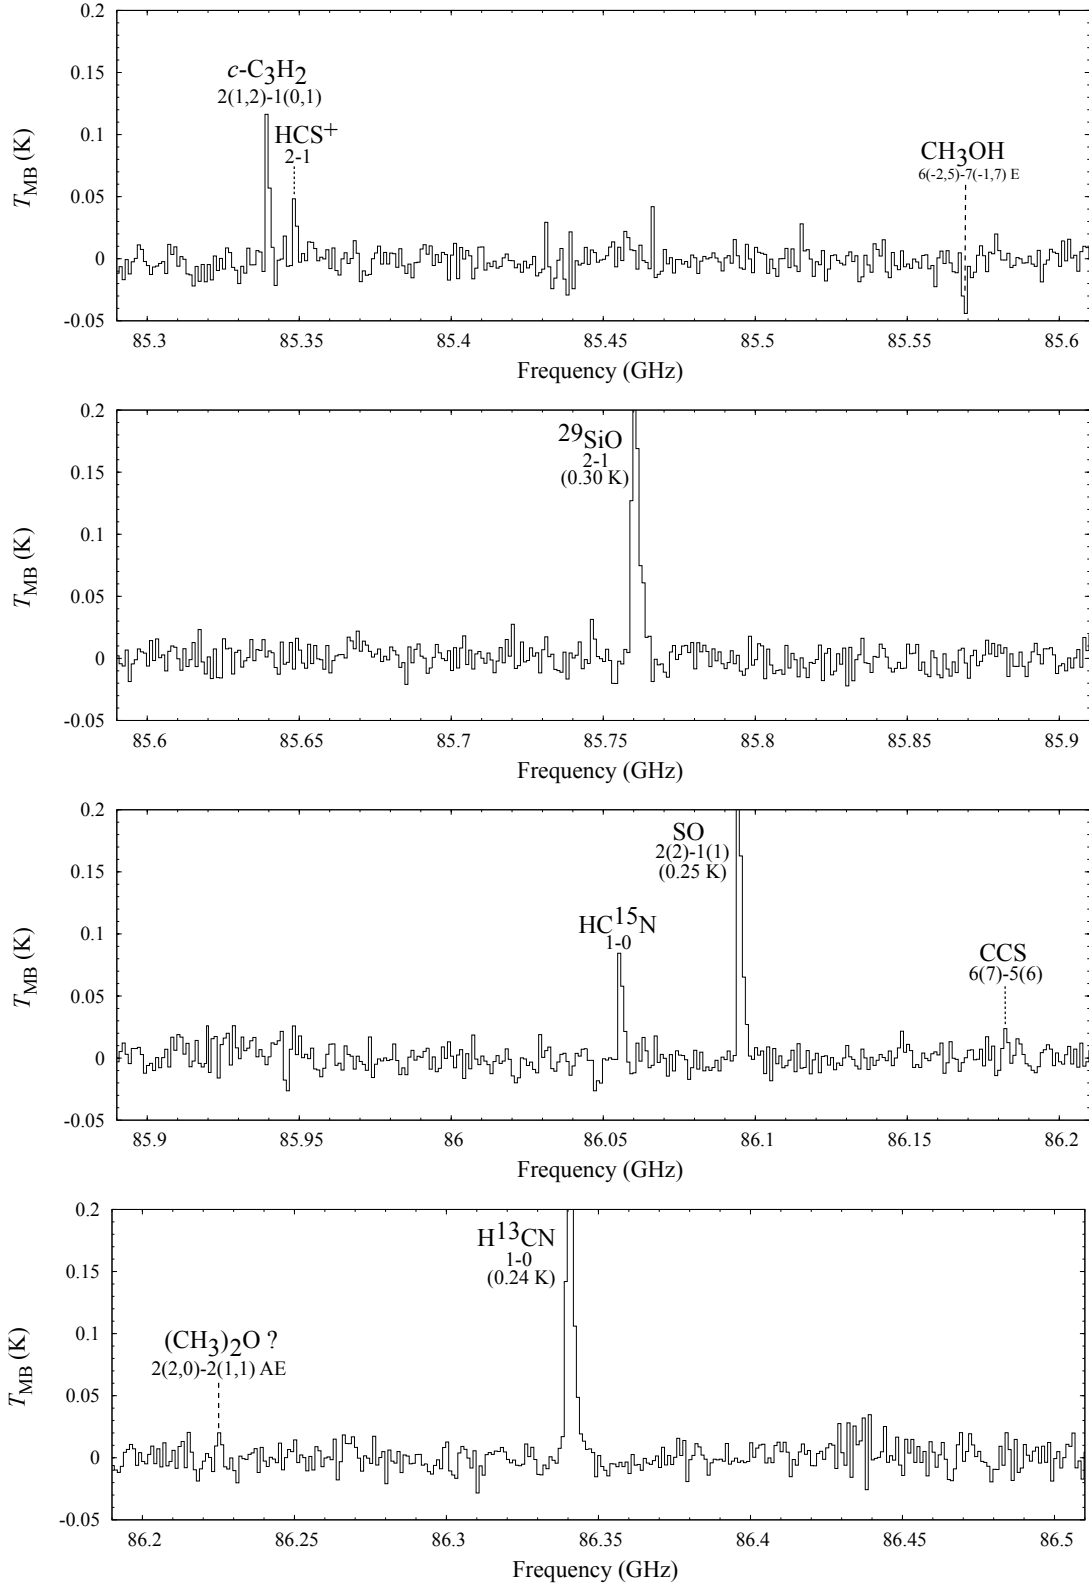 0.2
0.15
0.1
0.05
0
-0.05
T_MB (K)
c-C3H2
2(1,2)-1(0,1)
HCS+
2-1
CH3OH
6(-2,5)-7(-1,7) E
85.3 85.35 85.4 85.45 85.5 85.55 85.6
Frequency (GHz)
0.2
0.15
0.1
0.05
0
-0.05
T_MB (K)
29SiO
2-1
(0.30 K)
85.6 85.65 85.7 85.75 85.8 85.85 85.9
Frequency (GHz)
0.2
0.15
0.1
0.05
0
-0.05
T_MB (K)
SO
2(2)-1(1)
(0.25 K)
HC15N
1-0
CCS
6(7)-5(6)
85.9 85.95 86 86.05 86.1 86.15 86.2
Frequency (GHz)
0.2
0.15
0.1
0.05
0
-0.05
T_MB (K)
H13CN
1-0
(0.24 K)
(CH3)2O ?
2(2,0)-2(1,1) AE
86.2 86.25 86.3 86.35 86.4 86.45 86.5
Frequency (GHz)